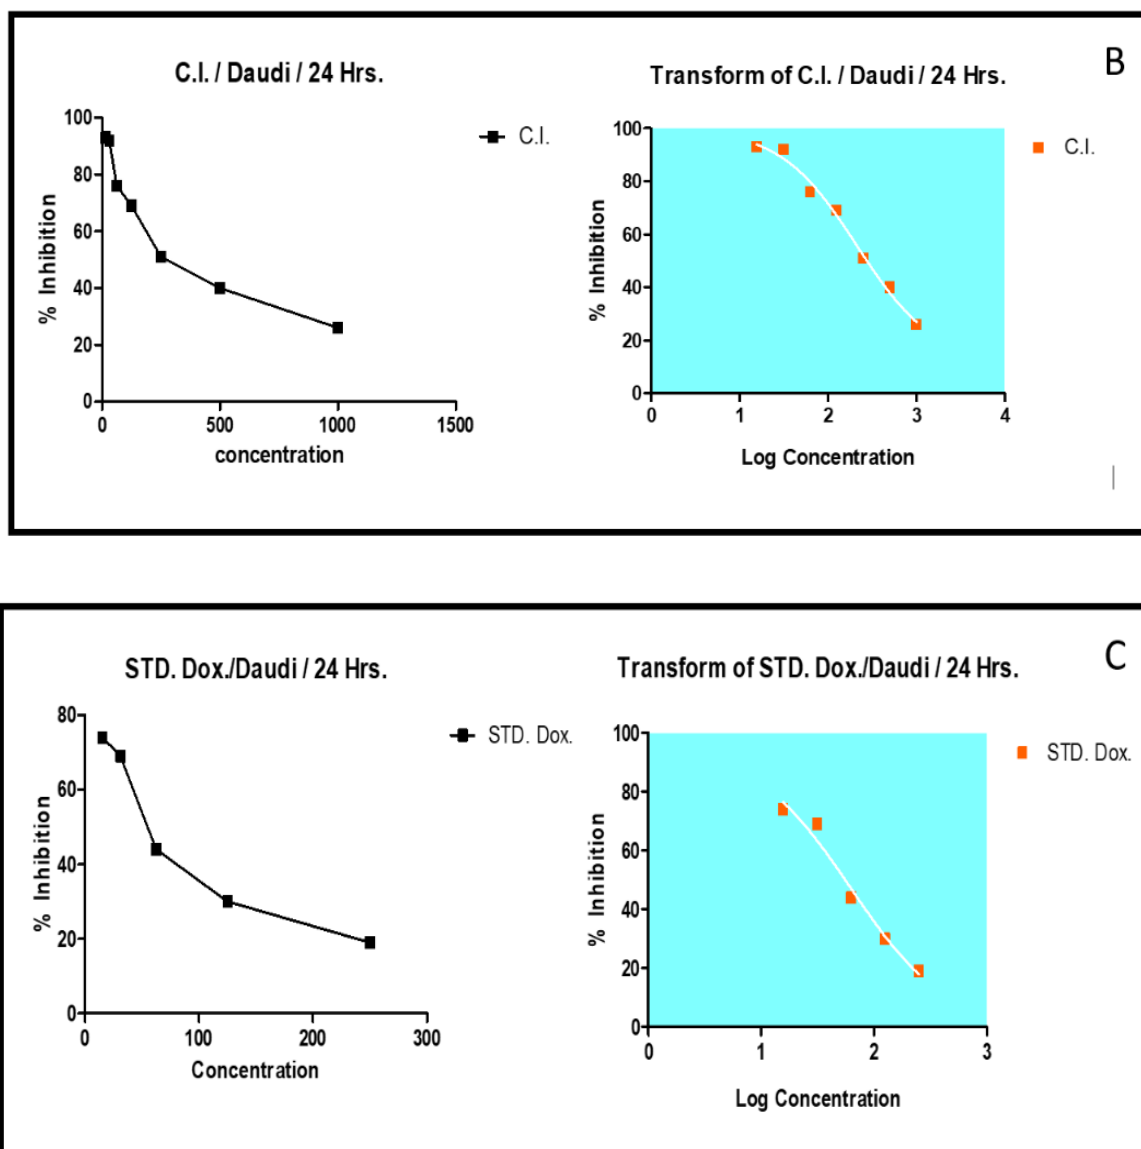 B
C.I. / Daudi / 24 Hrs.
100
80
60
40
20
0
% Inhibition
0 500 1000 1500
concentration
C.I.
Transform of C.I. / Daudi / 24 Hrs.
100
80
60
40
20
0
% Inhibition
0 1 2 3 4
Log Concentration
C.I.
C
STD. Dox./Daudi / 24 Hrs.
80
60
40
20
0
% Inhibition
0 100 200 300
Concentration
STD. Dox.
Transform of STD. Dox./Daudi / 24 Hrs.
100
80
60
40
20
0
% Inhibition
0 1 2 3
Log Concentration
STD. Dox.